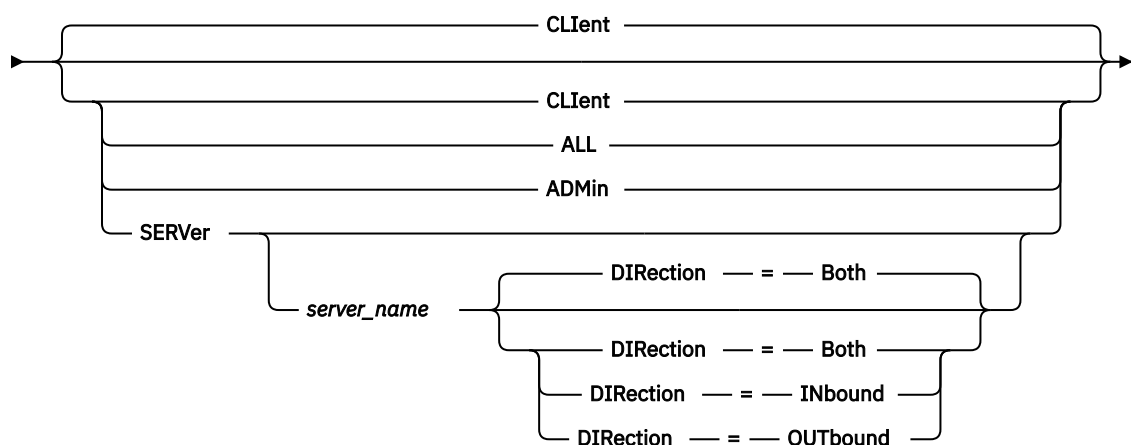 CLIent
CLIent
ALL
ADMin
SERVer
DIRection = Both
server_name
DIRection = Both
DIRection = INbound
DIRection = OUTbound